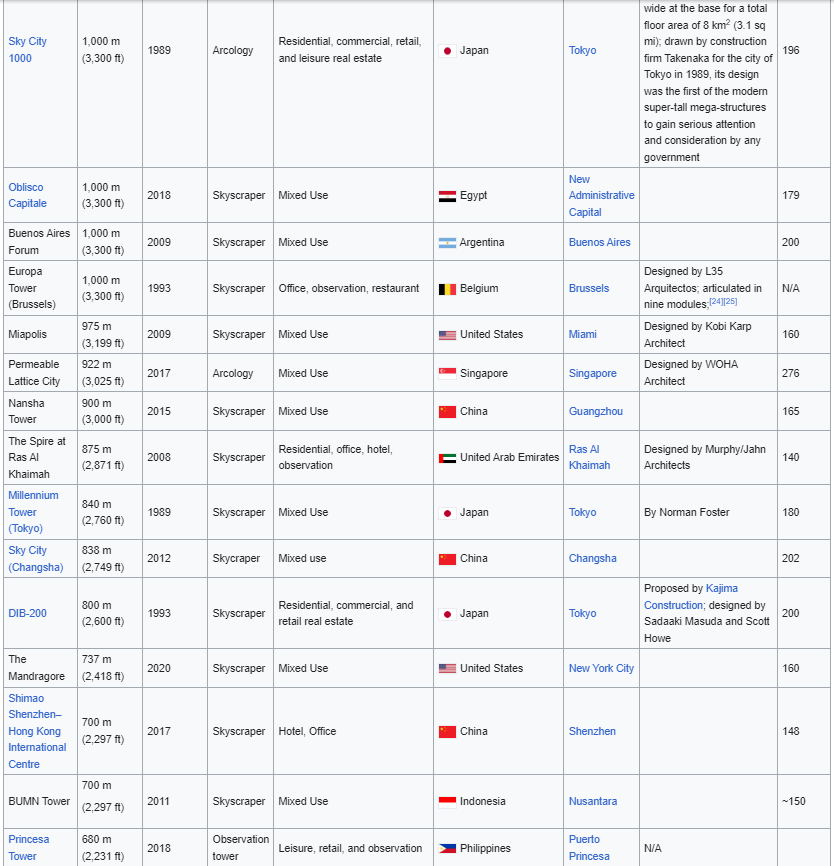 wide at the base for a total
floor area of 8 km² (3.1 sq
mi); drawn by construction
firm Takenaka for the city of
Tokyo in 1989, its design
was the first of the modern
super-tall mega-structures
to gain serious attention
and consideration by any
government
Sky City
1000
1,000 m
(3,300 ft)
1989
Arcology
Residential, commercial, retail,
and leisure real estate
Japan
Tokyo
196
Oblisco
Capitale
1,000 m
(3,300 ft)
2018
Skyscraper
Mixed Use
Egypt
New
Administrative
Capital
179
Buenos Aires
Forum
1,000 m
(3,300 ft)
2009
Skyscraper
Mixed Use
Argentina
Buenos Aires
200
Europa
Tower
(Brussels)
1,000 m
(3,300 ft)
1993
Skyscraper
Office, observation, restaurant
Belgium
Brussels
Designed by L35
Arquitectos; articulated in
nine modules;[24][25]
N/A
Miapolis
975 m
(3,199 ft)
2009
Skyscraper
Mixed Use
United States
Miami
Designed by Kobi Karp
Architect
160
Permeable
Lattice City
922 m
(3,025 ft)
2017
Arcology
Mixed Use
Singapore
Singapore
Designed by WOHA
Architect
276
Nansha
Tower
900 m
(3,000 ft)
2015
Skyscraper
Mixed Use
China
Guangzhou
165
The Spire at
Ras Al
Khaimah
875 m
(2,871 ft)
2008
Skyscraper
Residential, office, hotel,
observation
United Arab Emirates
Ras Al
Khaimah
Designed by Murphy/Jahn
Architects
140
Millennium
Tower
(Tokyo)
840 m
(2,760 ft)
1989
Skyscraper
Mixed Use
Japan
Tokyo
By Norman Foster
180
Sky City
(Changsha)
838 m
(2,749 ft)
2012
Skycraper
Mixed use
China
Changsha
202
DIB-200
800 m
(2,600 ft)
1993
Skyscraper
Residential, commercial, and
retail real estate
Japan
Tokyo
Proposed by Kajima
Construction; designed by
Sadaaki Masuda and Scott
Howe
200
The
Mandragore
737 m
(2,418 ft)
2020
Skyscraper
Mixed Use
United States
New York City
160
Shimao
Shenzhen–
Hong Kong
International
Centre
700 m
(2,297 ft)
2017
Skyscraper
Hotel, Office
China
Shenzhen
148
BUMN Tower
700 m
(2,297 ft)
2011
Skyscraper
Mixed Use
Indonesia
Nusantara
~150
Princesa
Tower
680 m
(2,231 ft)
2018
Observation
tower
Leisure, retail, and observation
Philippines
Puerto
Princesa
N/A